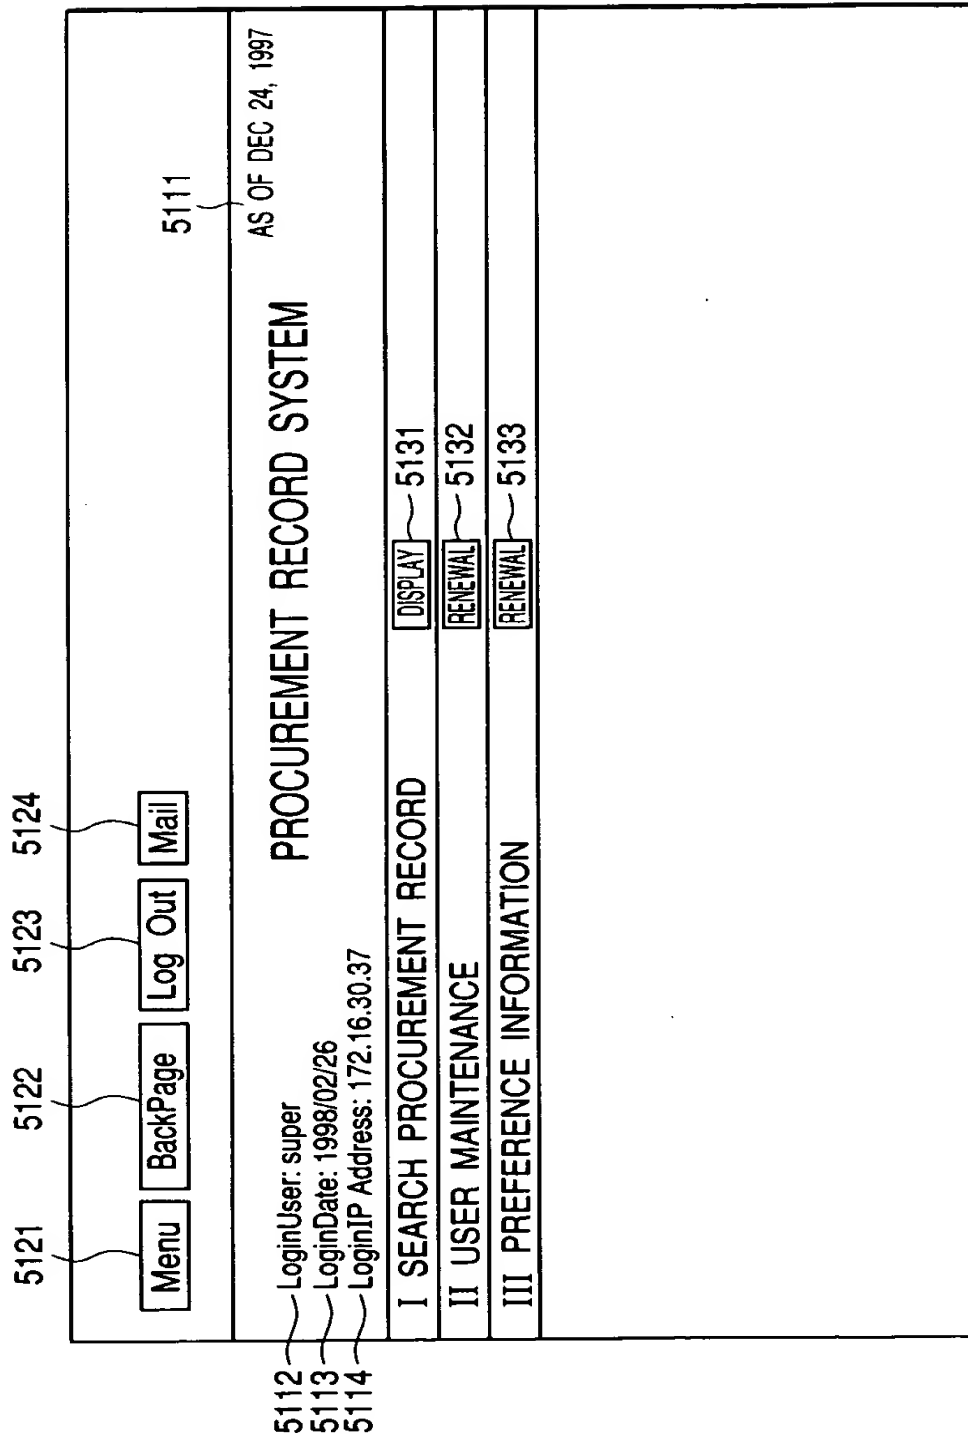 5121 5122 5123 5124
Menu BackPage Log Out Mail
5111
AS OF DEC 24, 1997
PROCUREMENT RECORD SYSTEM
5112 LoginUser: super
5113 LoginDate: 1998/02/26
5114 LoginIP Address: 172.16.30.37
I SEARCH PROCUREMENT RECORD DISPLAY 5131
II USER MAINTENANCE RENEWAL 5132
III PREFERENCE INFORMATION RENEWAL 5133